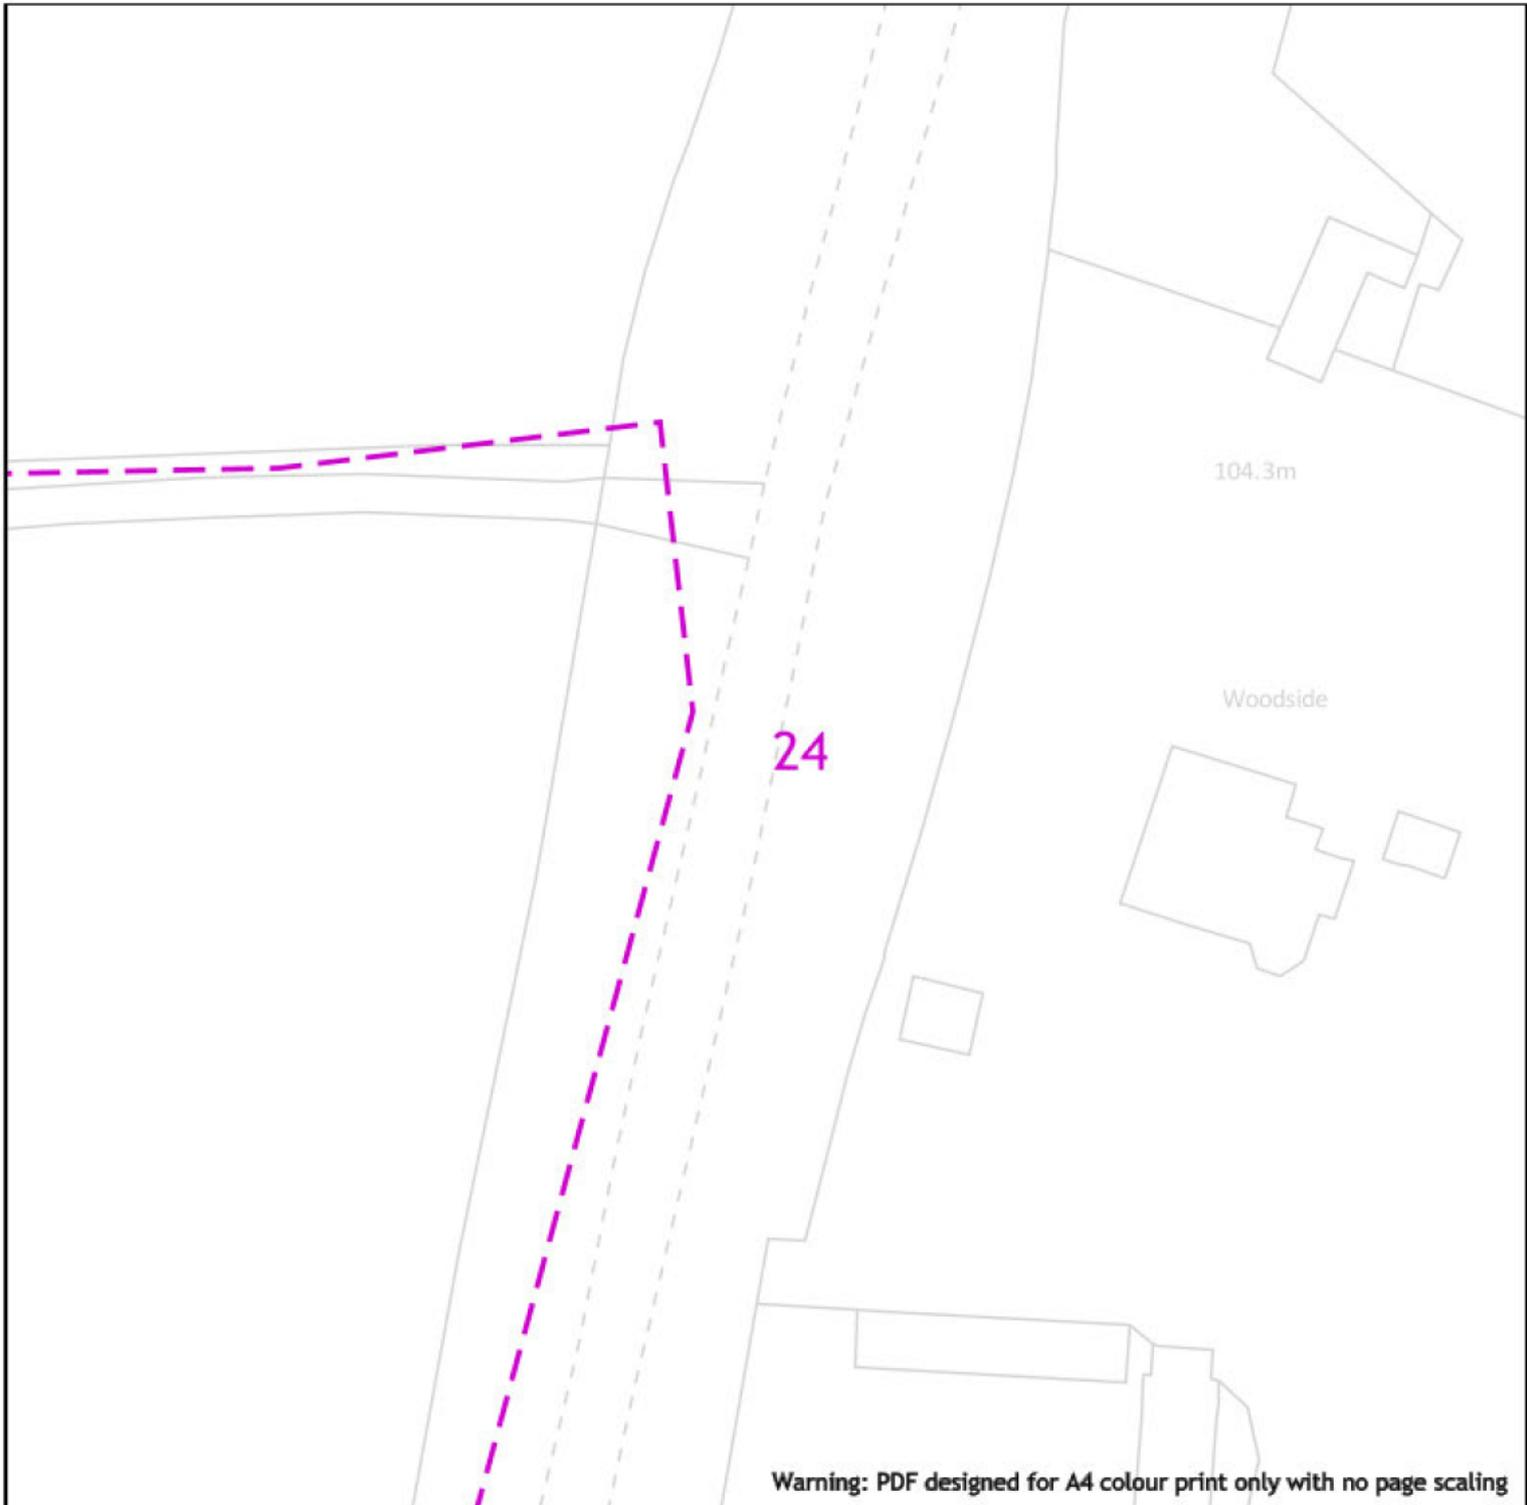 104.3m
Woodside
24
Warning: PDF designed for A4 colour print only with no page scaling